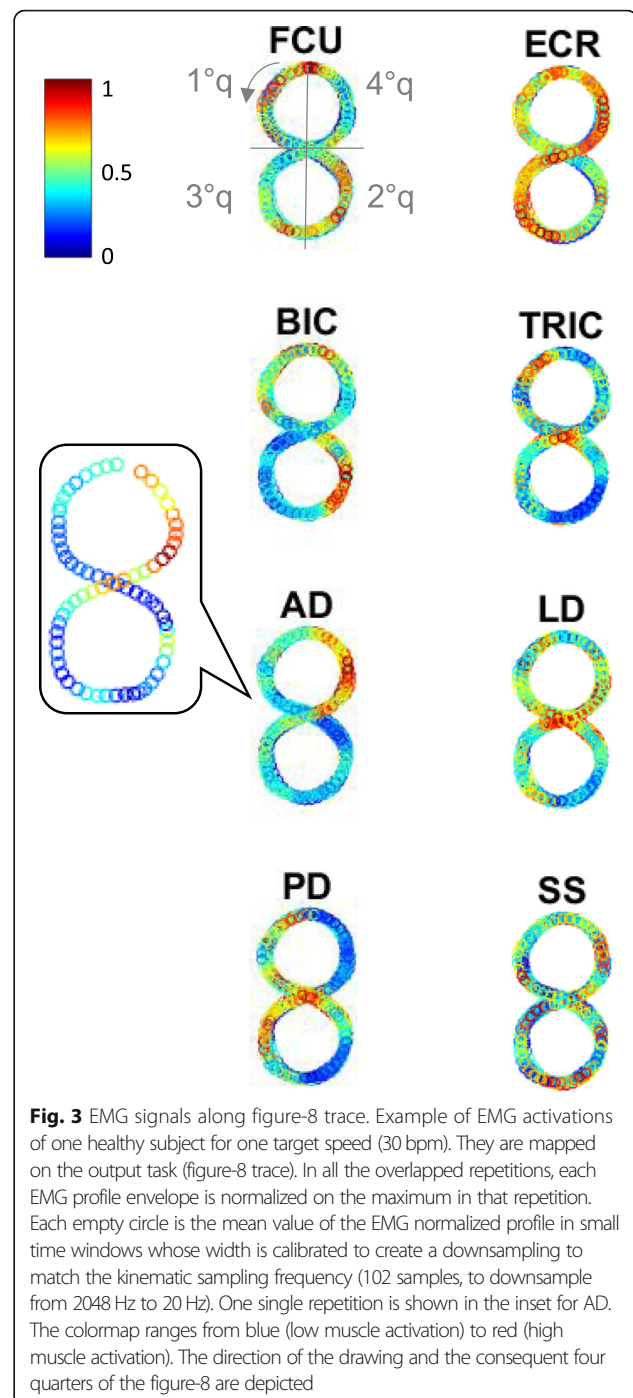 FCU
ECR
1
0.5
0
1°q
4°q
3°q
2°q
BIC
TRIC
AD
LD
PD
SS
Fig. 3 EMG signals along figure-8 trace. Example of EMG activations
of one healthy subject for one target speed (30 bpm). They are mapped
on the output task (figure-8 trace). In all the overlapped repetitions, each
EMG profile envelope is normalized on the maximum in that repetition.
Each empty circle is the mean value of the EMG normalized profile in small
time windows whose width is calibrated to create a downsampling to
match the kinematic sampling frequency (102 samples, to downsample
from 2048 Hz to 20 Hz). One single repetition is shown in the inset for AD.
The colormap ranges from blue (low muscle activation) to red (high
muscle activation). The direction of the drawing and the consequent four
quarters of the figure-8 are depicted